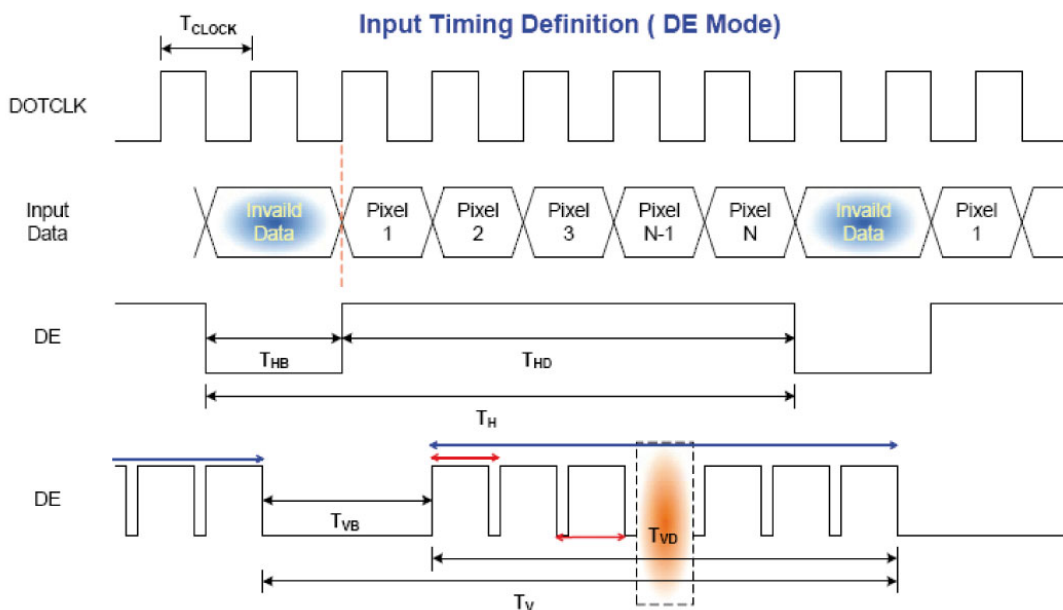 Input Timing Definition ( DE Mode)
TCLOCK
DOTCLK
Input
Data
Invaild
Data
Pixel
1
Pixel
2
Pixel
3
Pixel
N-1
Pixel
N
Invaild
Data
Pixel
1
DE
THB
THD
TH
DE
TVB
TVD
TV